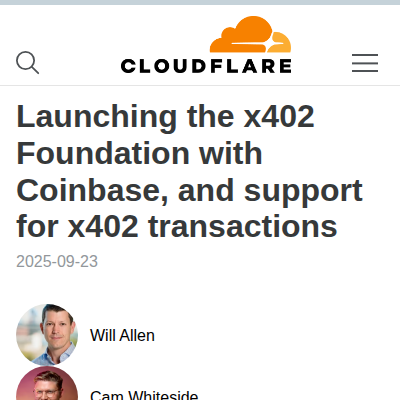 CLOUDFLARE
Launching the x402
Foundation with
Coinbase, and support
for x402 transactions
2025-09-23
Will Allen
Cam Whiteside